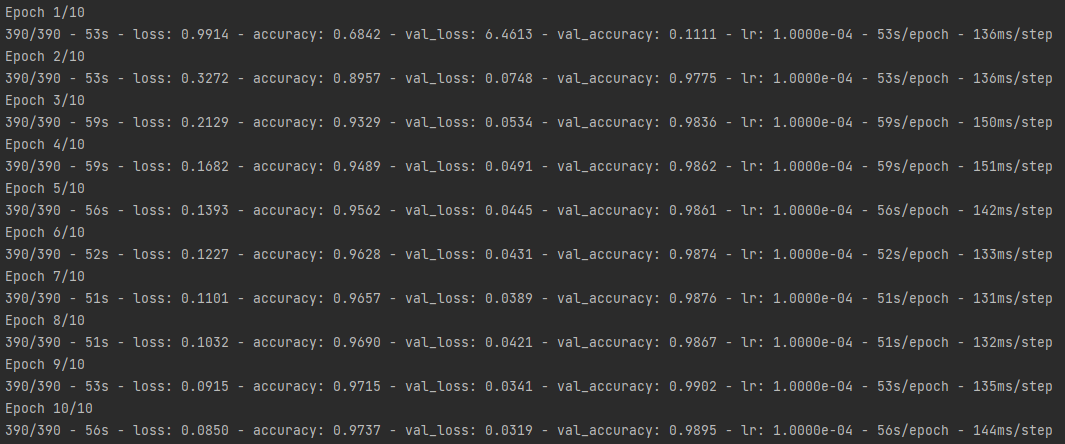 Epoch 1/10
390/390 - 53s - loss: 0.9914 - accuracy: 0.6842 - val_loss: 6.4613 - val_accuracy: 0.1111 - lr: 1.0000e-04 - 53s/epoch - 136ms/step
Epoch 2/10
390/390 - 53s - loss: 0.3272 - accuracy: 0.8957 - val_loss: 0.0748 - val_accuracy: 0.9775 - lr: 1.0000e-04 - 53s/epoch - 136ms/step
Epoch 3/10
390/390 - 59s - loss: 0.2129 - accuracy: 0.9329 - val_loss: 0.0534 - val_accuracy: 0.9836 - lr: 1.0000e-04 - 59s/epoch - 150ms/step
Epoch 4/10
390/390 - 59s - loss: 0.1682 - accuracy: 0.9489 - val_loss: 0.0491 - val_accuracy: 0.9862 - lr: 1.0000e-04 - 59s/epoch - 151ms/step
Epoch 5/10
390/390 - 56s - loss: 0.1393 - accuracy: 0.9562 - val_loss: 0.0445 - val_accuracy: 0.9861 - lr: 1.0000e-04 - 56s/epoch - 142ms/step
Epoch 6/10
390/390 - 52s - loss: 0.1227 - accuracy: 0.9628 - val_loss: 0.0431 - val_accuracy: 0.9874 - lr: 1.0000e-04 - 52s/epoch - 133ms/step
Epoch 7/10
390/390 - 51s - loss: 0.1101 - accuracy: 0.9657 - val_loss: 0.0389 - val_accuracy: 0.9876 - lr: 1.0000e-04 - 51s/epoch - 131ms/step
Epoch 8/10
390/390 - 51s - loss: 0.1032 - accuracy: 0.9690 - val_loss: 0.0421 - val_accuracy: 0.9867 - lr: 1.0000e-04 - 51s/epoch - 132ms/step
Epoch 9/10
390/390 - 53s - loss: 0.0915 - accuracy: 0.9715 - val_loss: 0.0341 - val_accuracy: 0.9902 - lr: 1.0000e-04 - 53s/epoch - 135ms/step
Epoch 10/10
390/390 - 56s - loss: 0.0850 - accuracy: 0.9737 - val_loss: 0.0319 - val_accuracy: 0.9895 - lr: 1.0000e-04 - 56s/epoch - 144ms/step